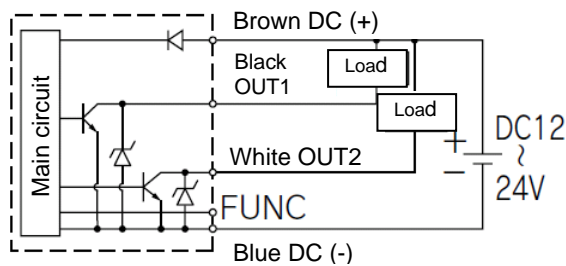 Brown DC (+)
Black
OUT1
Load
Load
Main circuit
DC12
~
24V
+
−
White OUT2
FUNC
Blue DC (-)